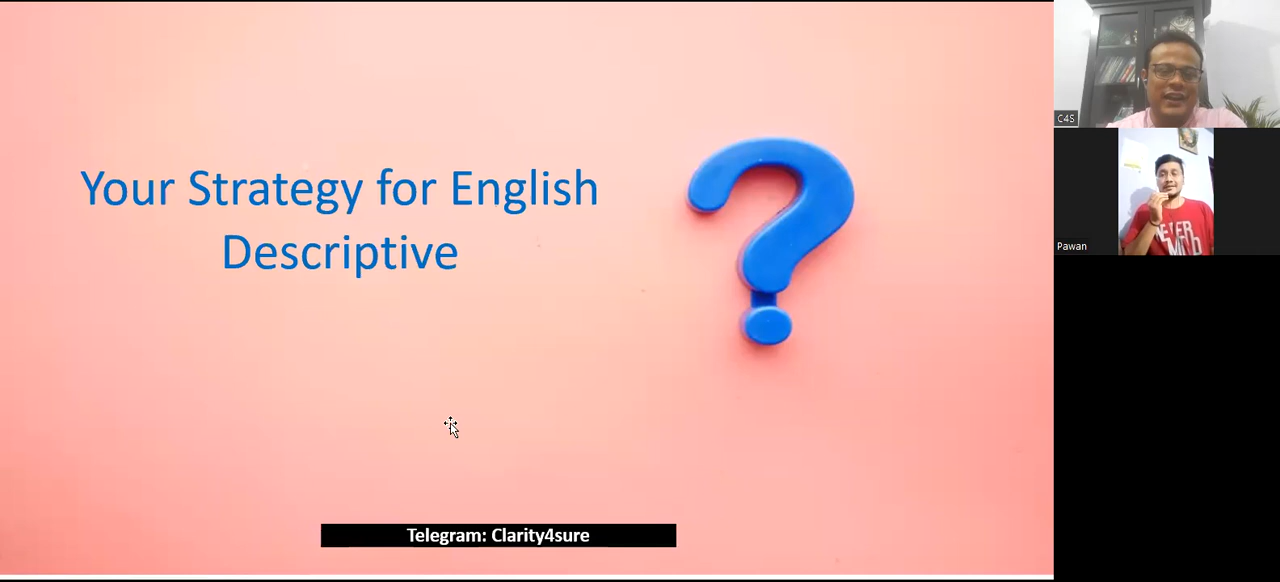 Your Strategy for English
Descriptive
Telegram: Clarity4sure
C4S
Pawan